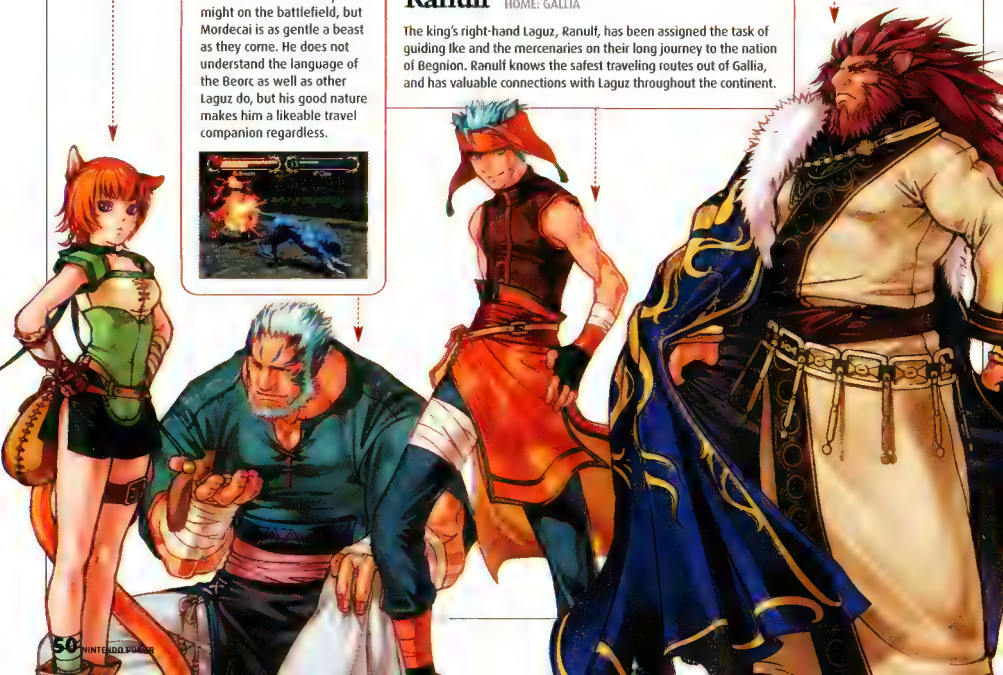 might on the battlefield, but
Mordecai is as gentle a beast
as they come. He does not
understand the language of
the Beorc as well as other
Laguz do, but his good nature
makes him a likeable travel
companion regardless.
Ranulf HOME: GALLIA
The king's right-hand Laguz, Ranulf, has been assigned the task of
guiding Ike and the mercenaries on their long journey to the nation
of Begnion. Ranulf knows the safest traveling routes out of Gallia,
and has valuable connections with Laguz throughout the continent.
50 NINTENDO POWER